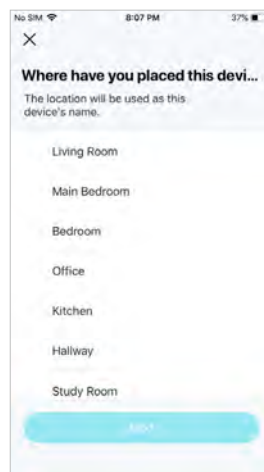 No SIM 8:07 PM 37%
Where have you placed this devi...
The location will be used as this
device's name.
Living Room
Main Bedroom
Bedroom
Office
Kitchen
Hallway
Study Room
NEXT